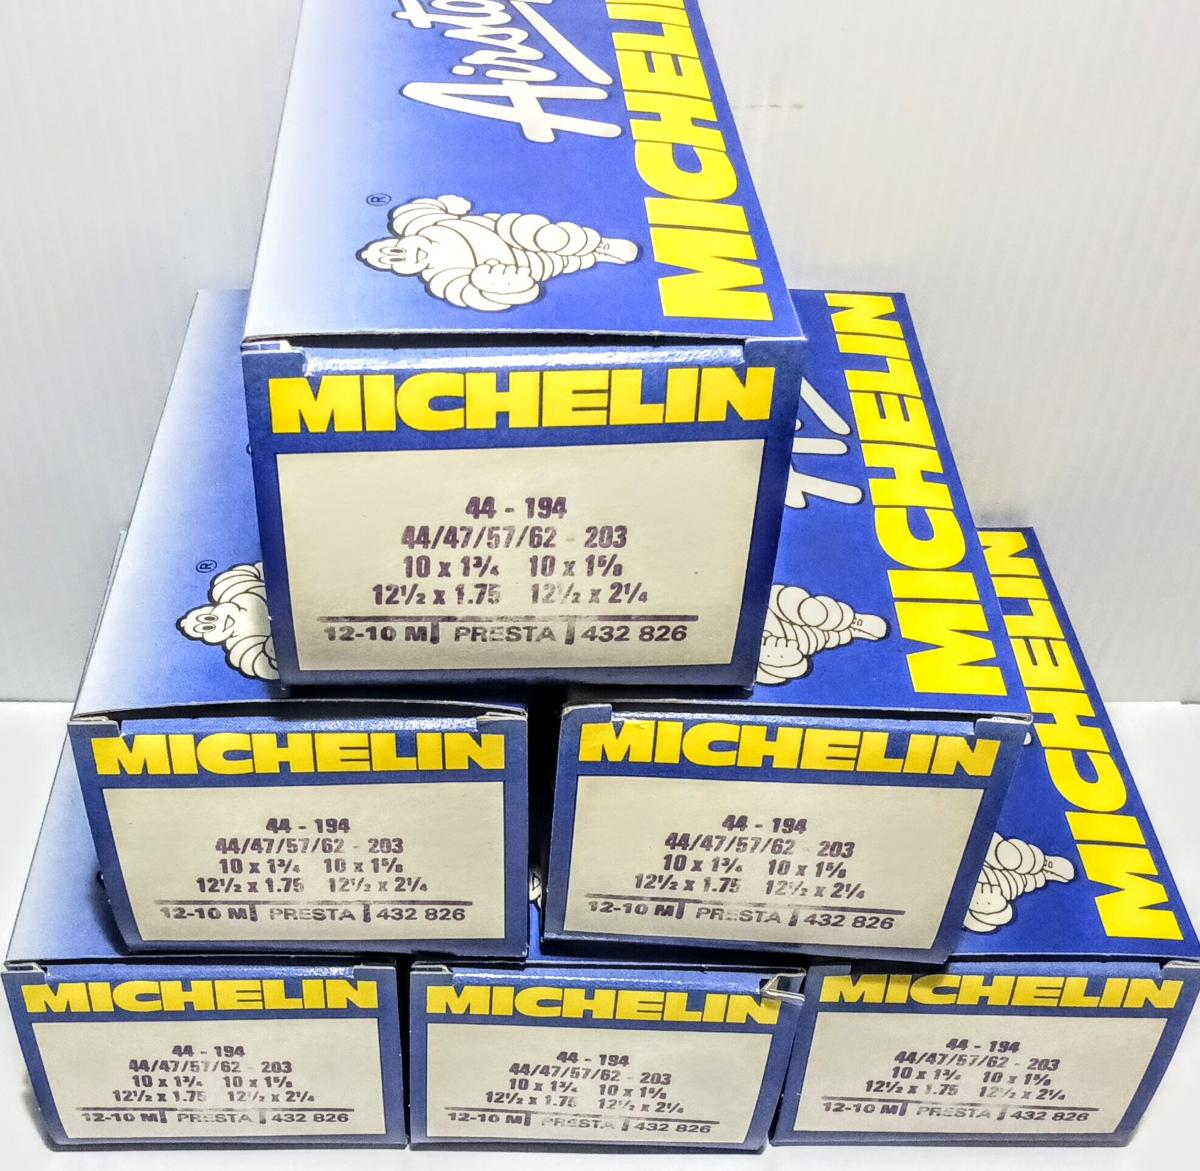 Airstop
MICHELIN
®
MICHELIN
44 - 194
44/47/57/62 - 203
10 x 1¾ 10 x 1⅝
12½ x 1.75 12½ x 2¼
12-10 M PRESTA 432 826
MICHELIN
®
MICHELIN
44 - 194
44/47/57/62 - 203
10 x 1¾ 10 x 1⅝
12½ x 1.75 12½ x 2¼
12-10 M PRESTA 432 826
MICHELIN
44 - 194
44/47/57/62 - 203
10 x 1¾ 10 x 1⅝
12½ x 1.75 12½ x 2¼
12-10 M PRESTA 432 826
MICHELIN
MICHELIN
44 - 194
44/47/57/62 - 203
10 x 1¾ 10 x 1⅝
12½ x 1.75 12½ x 2¼
12-10 M PRESTA 432 826
MICHELIN
44 - 194
44/47/57/62 - 203
10 x 1¾ 10 x 1⅝
12½ x 1.75 12½ x 2¼
12-10 M PRESTA 432 826
MICHELIN
44 - 194
44/47/57/62 - 203
10 x 1¾ 10 x 1⅝
12½ x 1.75 12½ x 2¼
12-10 M PRESTA 432 826